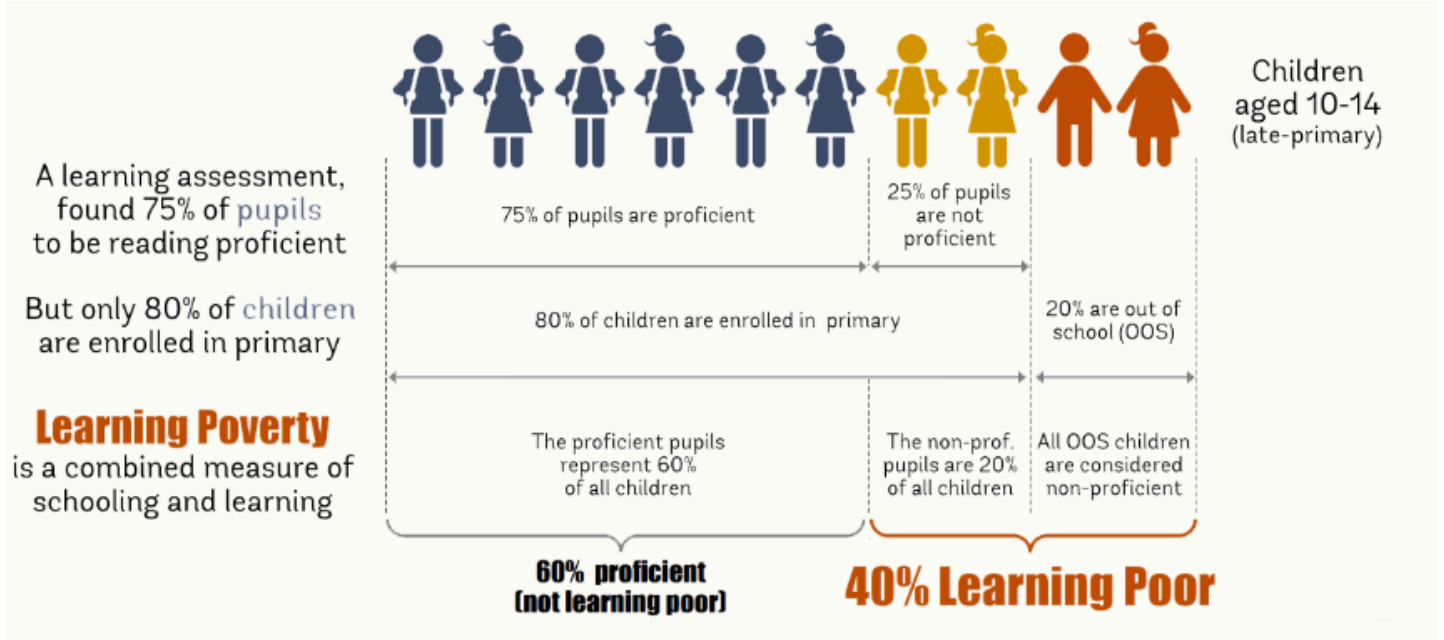 Children
aged 10-14
(late-primary)
A learning assessment,
found 75% of pupils
to be reading proficient
75% of pupils are proficient
25% of pupils
are not
proficient
But only 80% of children
are enrolled in primary
80% of children are enrolled in primary
20% are out of
school (OOS)
Learning Poverty
is a combined measure of
schooling and learning
The proficient pupils
represent 60%
of all children
The non-prof.
pupils are 20%
of all children
All OOS children
are considered
non-proficient
60% proficient
(not learning poor)
40% Learning Poor